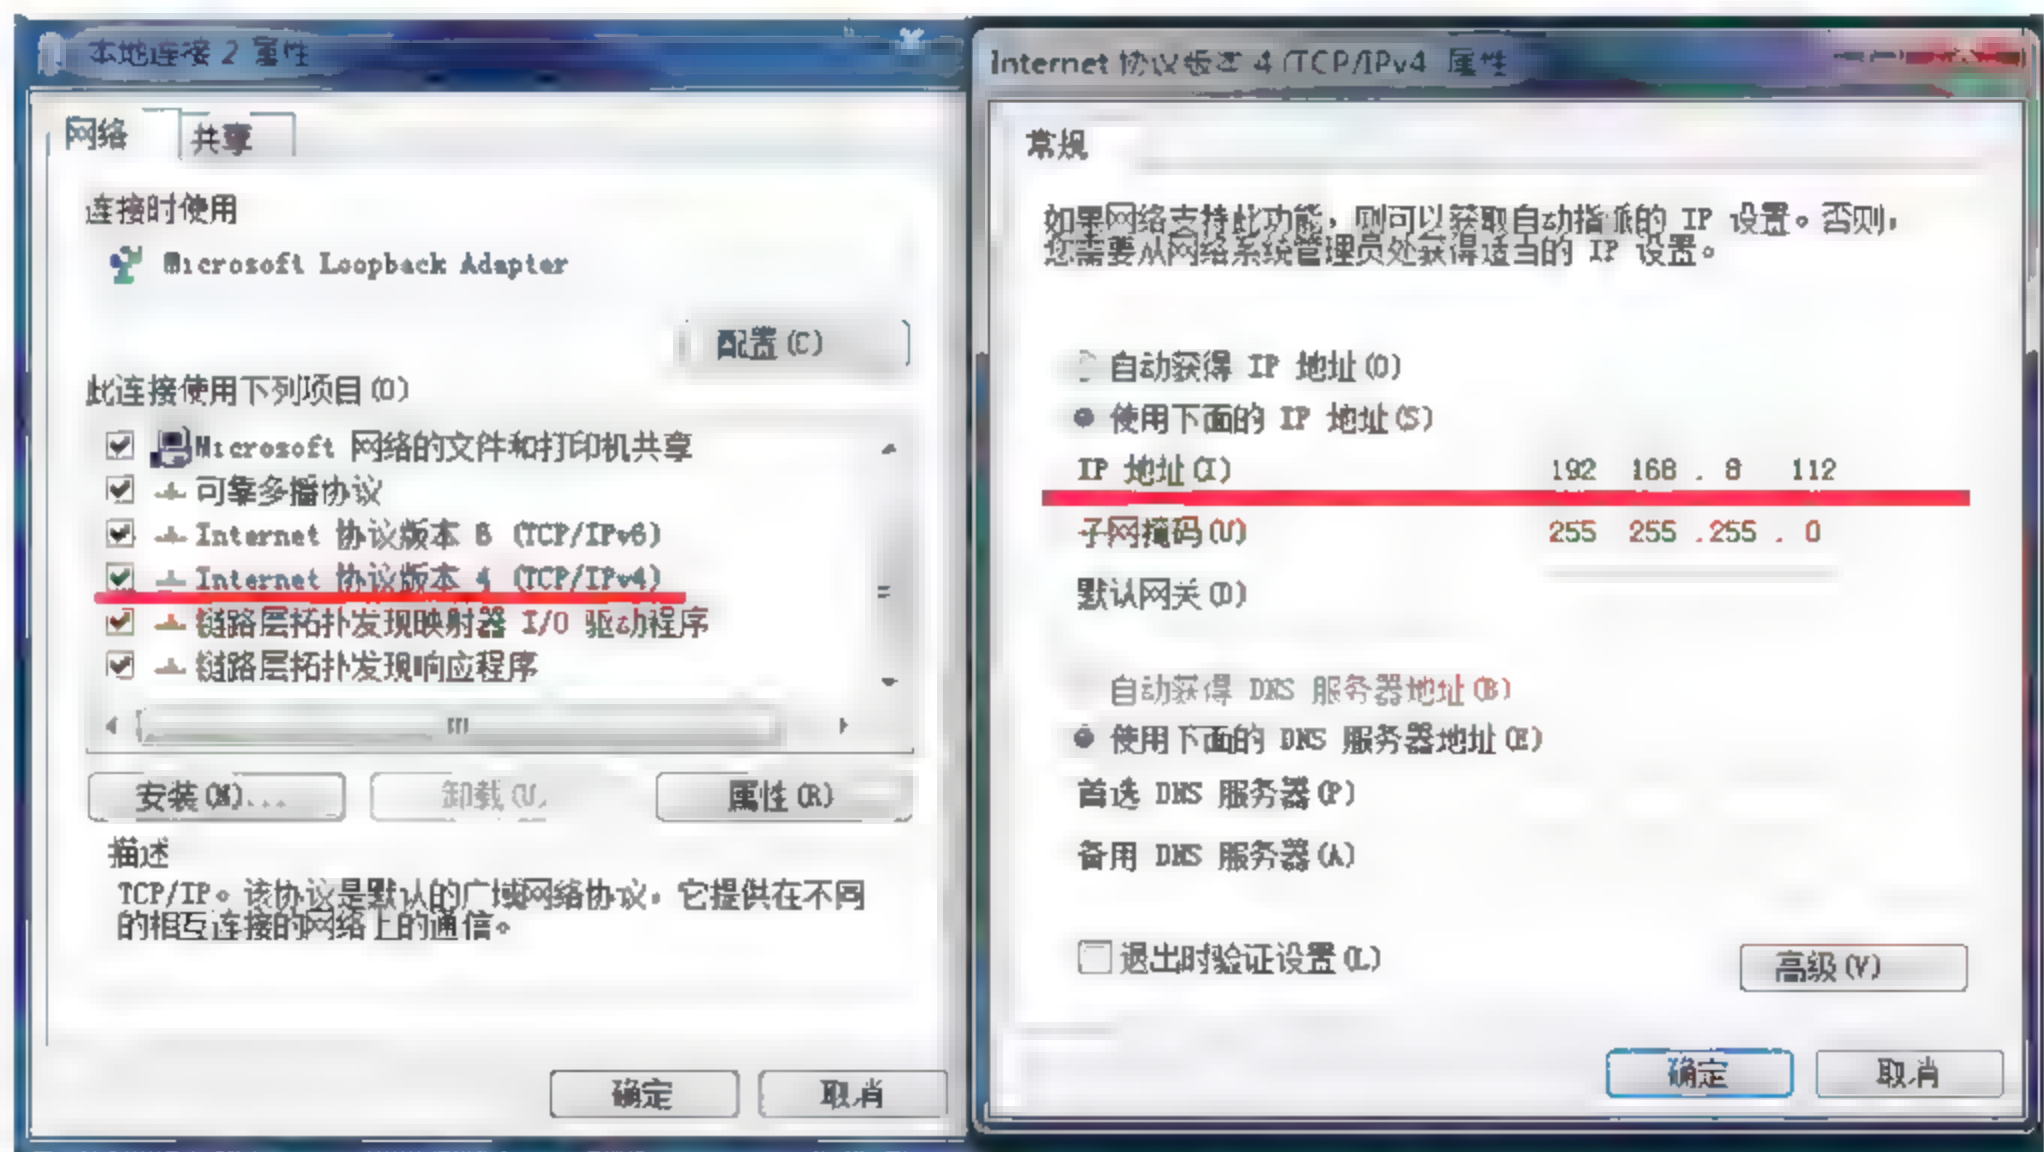 本地连接 2 属性
网络
共享
连接时使用
Microsoft Loopback Adapter
配置(C)
此连接使用下列项目(O)
Microsoft 网络的文件和打印机共享
可靠多播协议
Internet 协议版本 6 (TCP/IPv6)
Internet 协议版本 4 (TCP/IPv4)
链路层拓扑发现映射器 I/O 驱动程序
链路层拓扑发现响应程序
安装(N)...
卸载(U)
属性(R)
描述
TCP/IP。该协议是默认的广域网络协议，它提供在不同
的相互连接的网络上的通信。
确定
取消
Internet 协议版本 4 (TCP/IPv4 属性
常规
如果网络支持此功能，则可以获取自动指派的 IP 设置。否则，
您需要从网络系统管理员处获得适当的 IP 设置。
自动获得 IP 地址(O)
使用下面的 IP 地址(S)
IP 地址(I) 192 168 . 8 112
子网掩码(U) 255 255 .255 . 0
默认网关(D)
自动获得 DNS 服务器地址(B)
使用下面的 DNS 服务器地址(E)
首选 DNS 服务器(P)
备用 DNS 服务器(A)
退出时验证设置(L)
高级(V)
确定
取消